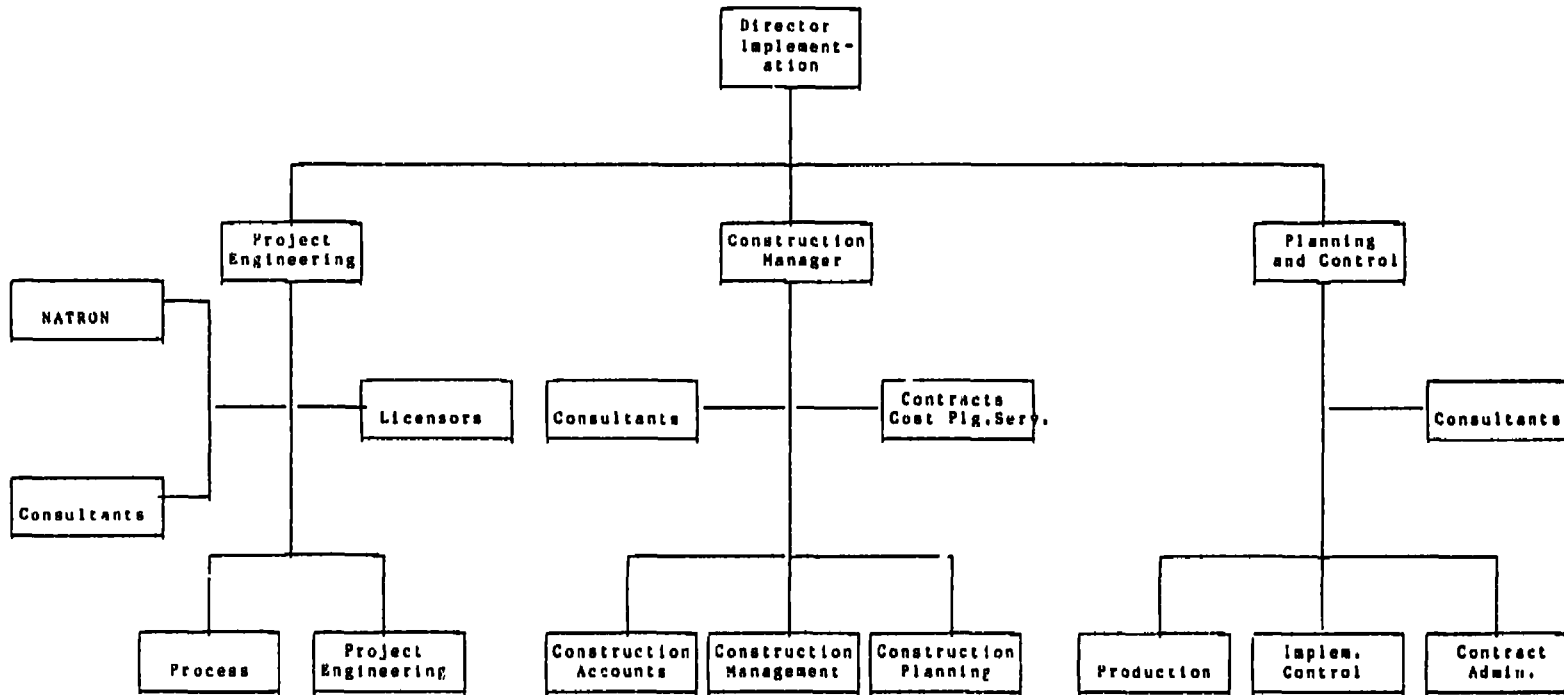 Director
Implement-
ation
Project
Engineering
Construction
Manager
Planning
and Control
NATRON
Licensors
Consultants
Contracts
Cost Plg.Serv.
Consultants
Consultants
Process
Project
Engineering
Construction
Accounts
Construction
Management
Construction
Planning
Production
Implem.
Control
Contract
Admin.